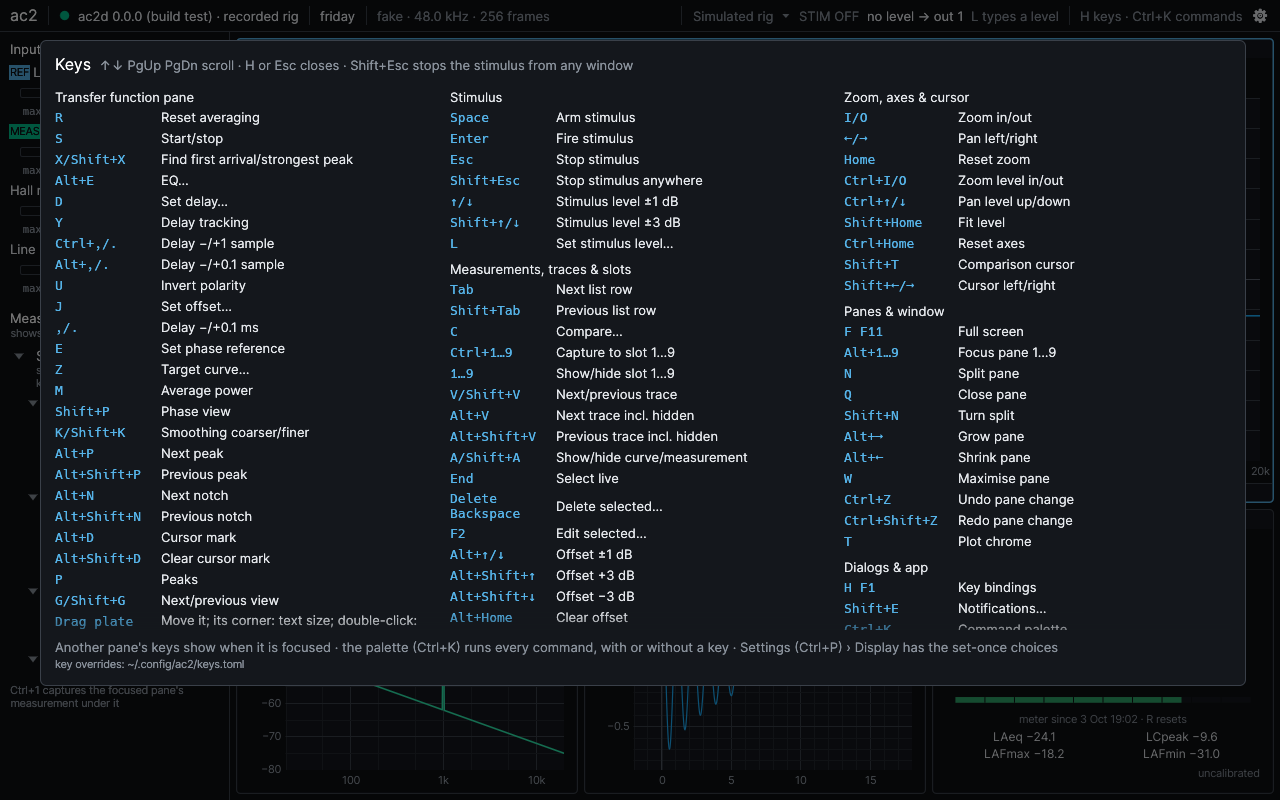 ac2 ac2d 0.0.0 (build test) · recorded rig friday fake · 48.0 kHz · 256 frames Simulated rig STIM OFF no level → out 1 L types a level H keys · Ctrl+K commands
Keys ↑↓ PgUp PgDn scroll · H or Esc closes · Shift+Esc stops the stimulus from any window
Transfer function pane
R Reset averaging
S Start/stop
X/Shift+X Find first arrival/strongest peak
Alt+E EQ…
D Set delay…
Y Delay tracking
Ctrl+,/. Delay −/+1 sample
Alt+,/. Delay −/+0.1 sample
U Invert polarity
J Set offset…
,/. Delay −/+0.1 ms
E Set phase reference
Z Target curve…
M Average power
Shift+P Phase view
K/Shift+K Smoothing coarser/finer
Alt+P Next peak
Alt+Shift+P Previous peak
Alt+N Next notch
Alt+Shift+N Previous notch
Alt+D Cursor mark
Alt+Shift+D Clear cursor mark
P Peaks
G/Shift+G Next/previous view
Drag plate Move it; its corner: text size; double-click:
Stimulus
Space Arm stimulus
Enter Fire stimulus
Esc Stop stimulus
Shift+Esc Stop stimulus anywhere
↑/↓ Stimulus level ±1 dB
Shift+↑/↓ Stimulus level ±3 dB
L Set stimulus level…
Measurements, traces & slots
Tab Next list row
Shift+Tab Previous list row
C Compare…
Ctrl+1…9 Capture to slot 1…9
1…9 Show/hide slot 1…9
V/Shift+V Next/previous trace
Alt+V Next trace incl. hidden
Alt+Shift+V Previous trace incl. hidden
A/Shift+A Show/hide curve/measurement
End Select live
Delete
Backspace Delete selected…
F2 Edit selected…
Alt+↑/↓ Offset ±1 dB
Alt+Shift+↑ Offset +3 dB
Alt+Shift+↓ Offset −3 dB
Alt+Home Clear offset
Zoom, axes & cursor
I/O Zoom in/out
←/→ Pan left/right
Home Reset zoom
Ctrl+I/O Zoom level in/out
Ctrl+↑/↓ Pan level up/down
Shift+Home Fit level
Ctrl+Home Reset axes
Shift+T Comparison cursor
Shift+←/→ Cursor left/right
Panes & window
F F11 Full screen
Alt+1…9 Focus pane 1…9
N Split pane
Q Close pane
Shift+N Turn split
Alt+→ Grow pane
Alt+← Shrink pane
W Maximise pane
Ctrl+Z Undo pane change
Ctrl+Shift+Z Redo pane change
T Plot chrome
Dialogs & app
H F1 Key bindings
Shift+E Notifications…
Ctrl+K Command palette
Another pane's keys show when it is focused · the palette (Ctrl+K) runs every command, with or without a key · Settings (Ctrl+P) › Display has the set-once choices
key overrides: ~/.config/ac2/keys.toml
Input
REF L
max
MEAS
max
Hall
max
Line
max
Meas
shows
20k
Ctrl+1 captures the focused pane's
measurement under it
−60
−70
−80
100 1k 10k
−0.5
0 5 10 15
meter since 3 Oct 19:02 · R resets
LAeq −24.1 LCpeak −9.6
LAFmax −18.2 LAFmin −31.0
uncalibrated